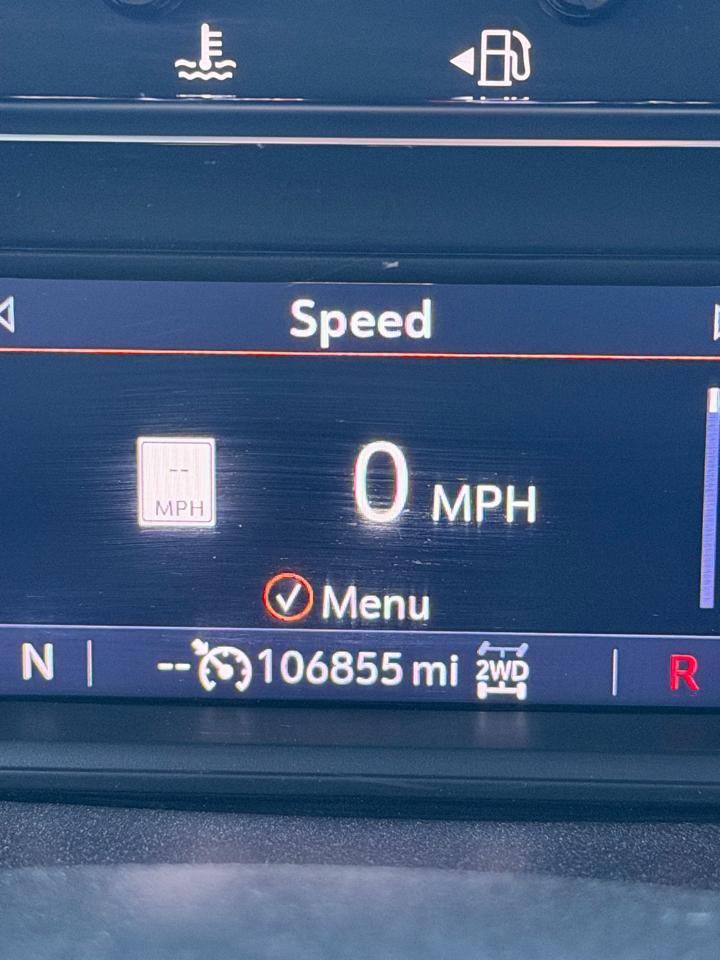 Speed
--
MPH
0 MPH
Menu
N -- 106855 mi 2WD R